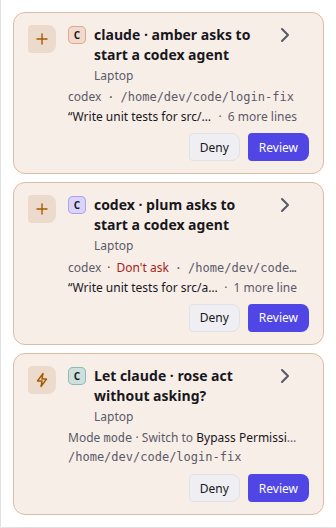 C claude · amber asks to
start a codex agent
Laptop
codex · /home/dev/code/login-fix
“Write unit tests for src/... · 6 more lines
Deny Review
C codex · plum asks to
start a codex agent
Laptop
codex · Don't ask · /home/dev/code…
“Write unit tests for src/a... · 1 more line
Deny Review
C Let claude · rose act
without asking?
Laptop
Mode mode · Switch to Bypass Permissi...
/home/dev/code/login-fix
Deny Review